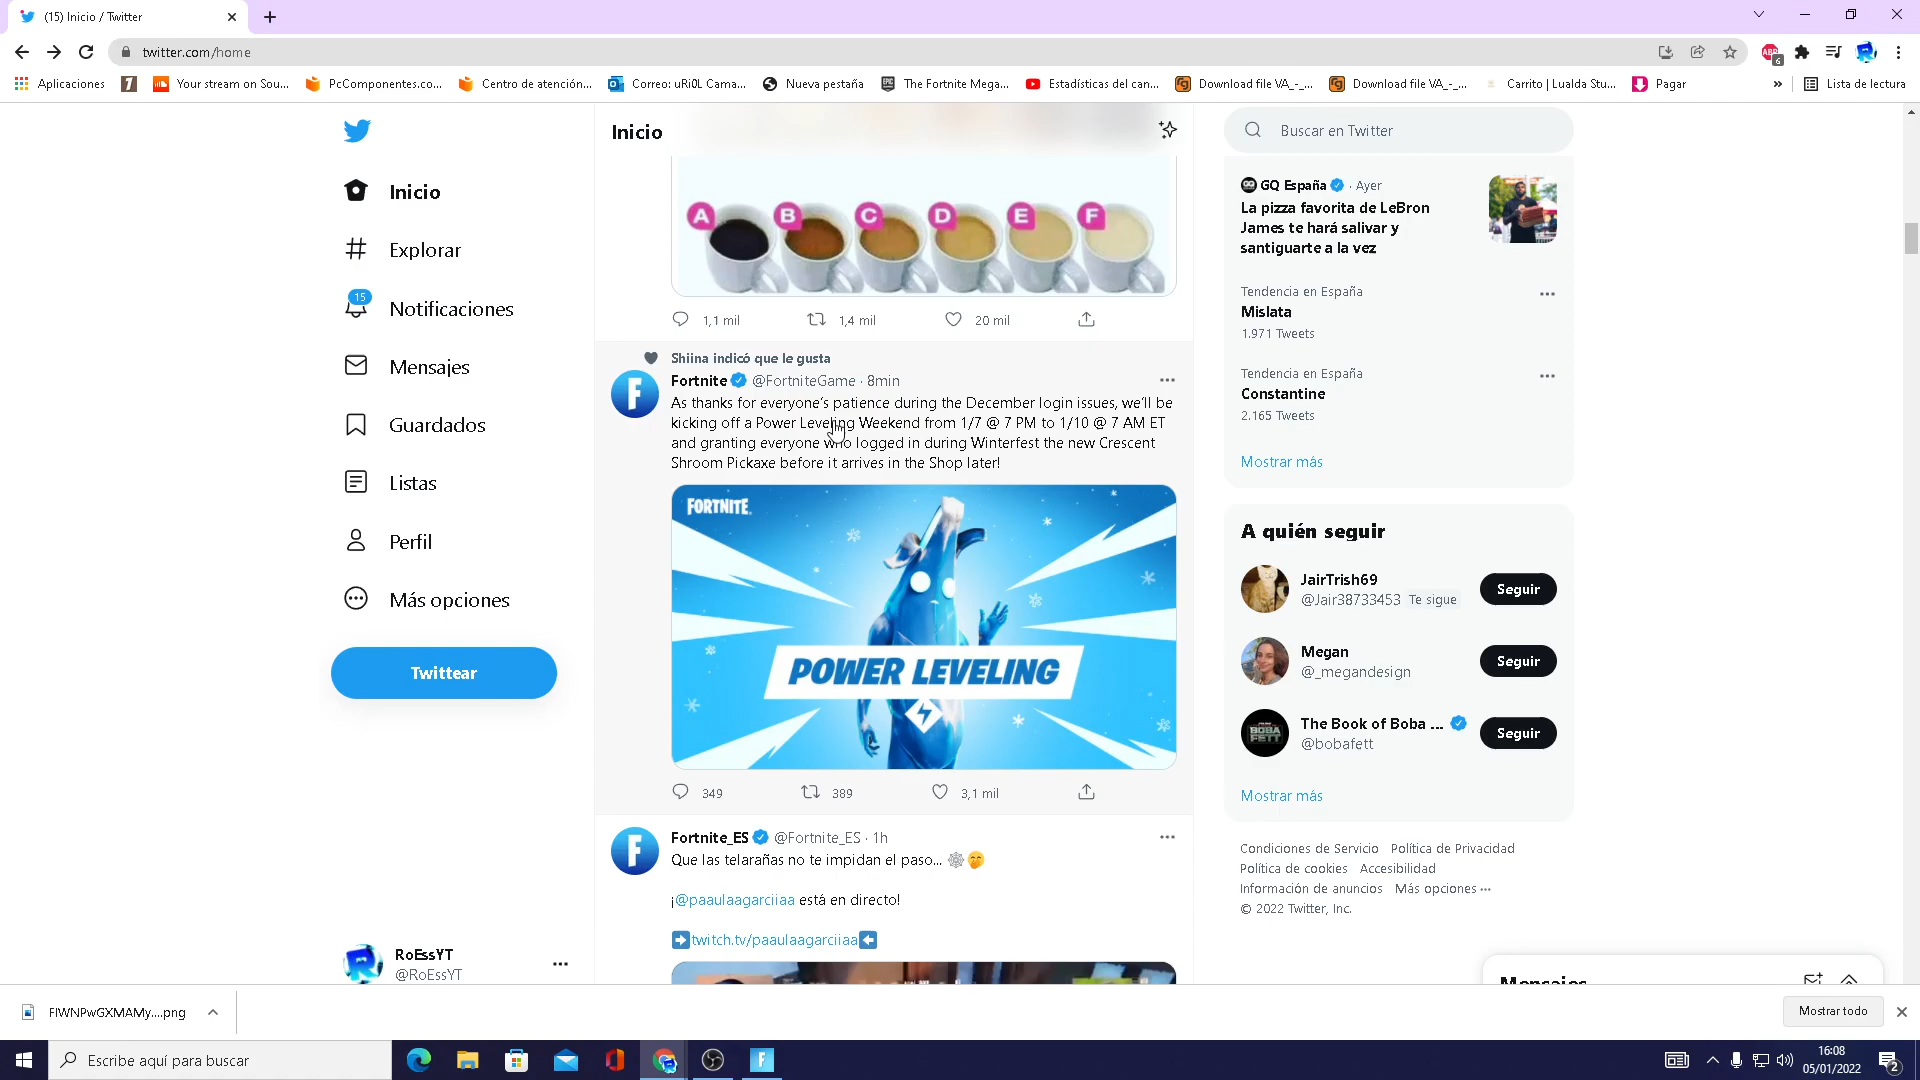 (15) Inicio / Twitter
twitter.com/home
ABP
6
Aplicaciones
Your stream on Sou...
PcComponentes.co...
Centro de atención...
Correo: uRi0L Cama...
Nueva pestaña
The Fortnite Mega...
Estadísticas del can...
Download file VA_-_...
Download file VA_-_...
Carrito | Lualda Stu...
Pagar
»
Lista de lectura
Inicio
Explorar
15
Notificaciones
Mensajes
Guardados
Listas
Perfil
Más opciones
Twittear
RoEssYT
@RoEssYT
Inicio
A B C D E F
1,1 mil
1,4 mil
20 mil
Shiina indicó que le gusta
Fortnite @FortniteGame · 8min
As thanks for everyone's patience during the December login issues, we'll be
kicking off a Power Leveling Weekend from 1/7 @ 7 PM to 1/10 @ 7 AM ET
and granting everyone who logged in during Winterfest the new Crescent
Shroom Pickaxe before it arrives in the Shop later!
FORTNITE
POWER LEVELING
349
389
3,1 mil
Fortnite_ES @Fortnite_ES · 1h
Que las telarañas no te impidan el paso... 🕸️🤭
¡@paaulaagarciiaa está en directo!
➡️twitch.tv/paaulaagarciiaa⬅️
Buscar en Twitter
GQ España · Ayer
La pizza favorita de LeBron
James te hará salivar y
santiguarte a la vez
Tendencia en España
Mislata
1.971 Tweets
Tendencia en España
Constantine
2.165 Tweets
Mostrar más
A quién seguir
JairTrish69
@Jair38733453 Te sigue
Seguir
Megan
@_megandesign
Seguir
BOBA FETT
The Book of Boba ...
@bobafett
Seguir
Mostrar más
Condiciones de Servicio Política de Privacidad
Política de cookies Accesibilidad
Información de anuncios Más opciones ···
© 2022 Twitter, Inc.
Mensajes
FIWNPwGXMAMy....png
Mostrar todo
Escribe aquí para buscar
16:08
05/01/2022
2